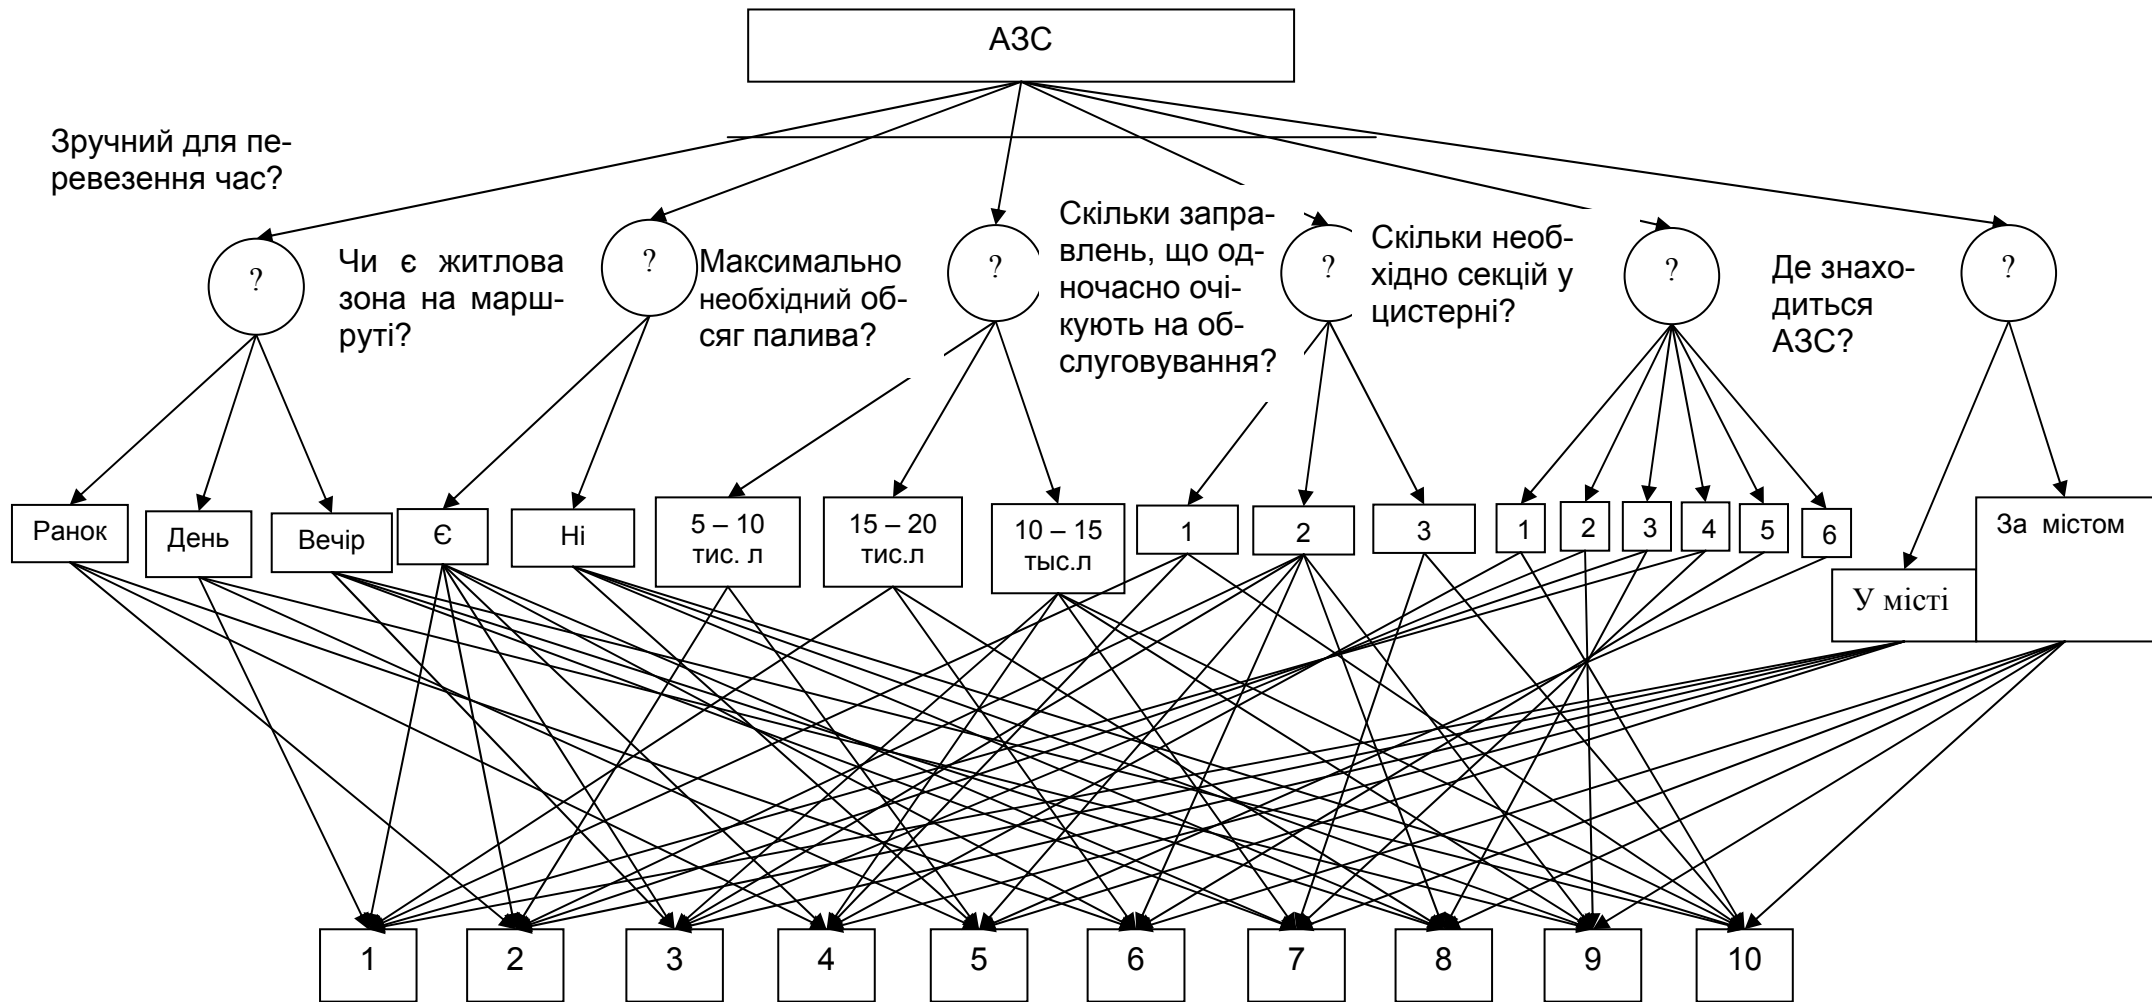 АЗС
Зручний для пе-
ревезення час?
?
Чи є житлова
зона на марш-
руті?
?
Максимально
необхідний об-
сяг палива?
?
Скільки запра-
влень, що од-
ночасно очі-
кують на об-
слуговування?
?
Скільки необ-
хідно секцій у
цистерні?
?
Де знахо-
диться
АЗС?
?
Ранок
День
Вечір
Є
Ні
5 – 10
тис. л
15 – 20
тис.л
10 – 15
тыс.л
1
2
3
1
2
3
4
5
6
У місті
За містом
1
2
3
4
5
6
7
8
9
10